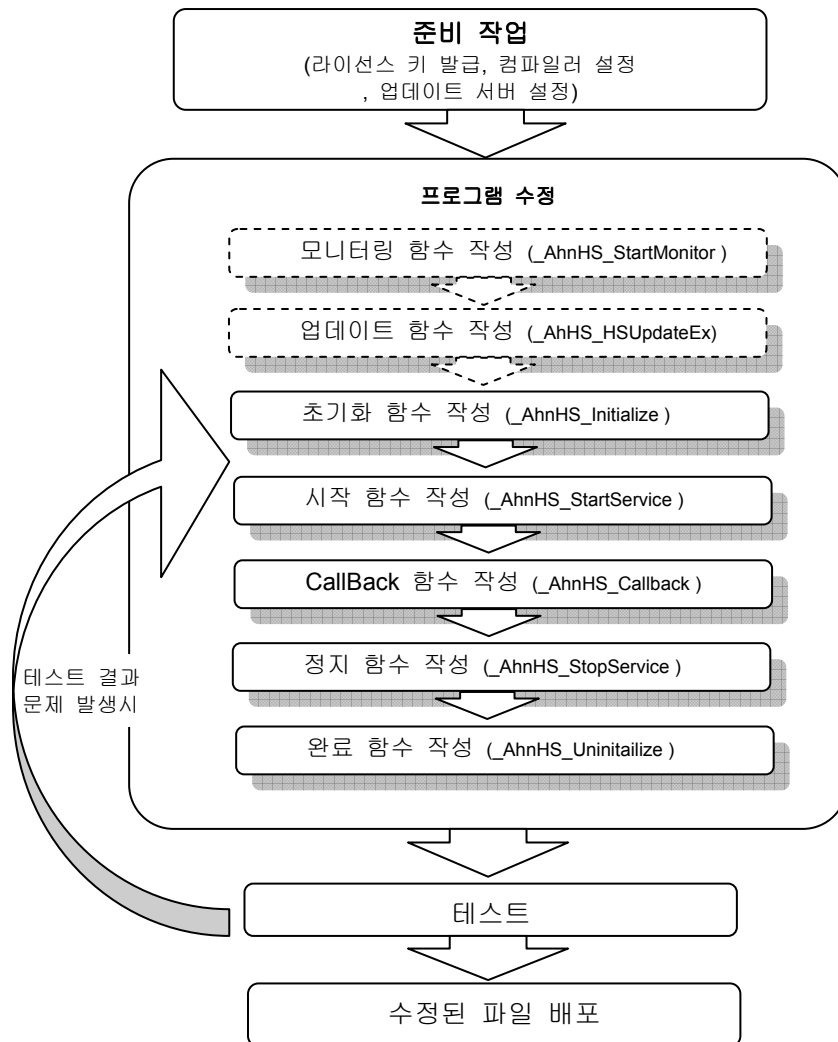 준비 작업
(라이선스 키 발급, 컴파일러 설정
, 업데이트 서버 설정)
프로그램 수정
모니터링 함수 작성 (_AhnHS_StartMonitor )
업데이트 함수 작성 (_AhHS_HSUpdateEx)
초기화 함수 작성 (_AhnHS_Initialize )
시작 함수 작성 (_AhnHS_StartService )
CallBack 함수 작성 (_AhnHS_Callback )
정지 함수 작성 (_AhnHS_StopService )
완료 함수 작성 (_AhnHS_Uninitailize )
테스트 결과
문제 발생시
테스트
수정된 파일 배포